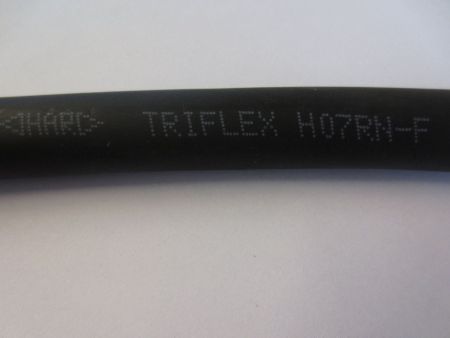 ◁HAR▷ TRIFLEX H07RN-F